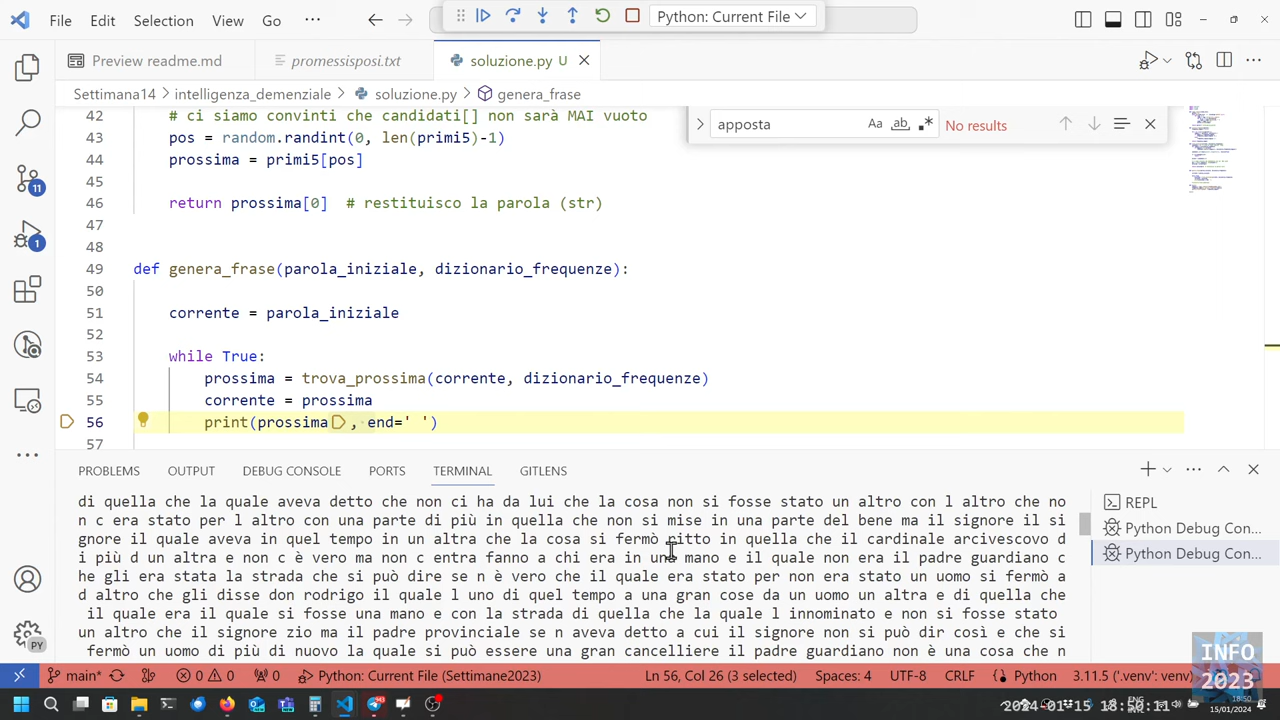 File Edit Selection View Go ··· Python: Current File
Preview readme.md promessisposi.txt soluzione.py U
Settimana14 > intelligenza_demenziale > soluzione.py > genera_frase
apposta Aa ab .* No results
42 # ci siamo convinti che candidati[] non sarà MAI vuoto
43 pos = random.randint(0, len(primi5)-1)
44 prossima = primi5[pos]
45
46 return prossima[0] # restituisco la parola (str)
47
48
49 def genera_frase(parola_iniziale, dizionario_frequenze):
50
51 corrente = parola_iniziale
52
53 while True:
54 prossima = trova_prossima(corrente, dizionario_frequenze)
55 corrente = prossima
56 print(prossima, end=' ')
57
11
1
PROBLEMS OUTPUT DEBUG CONSOLE PORTS TERMINAL GITLENS
di quella che la quale aveva detto che non ci ha da lui che la cosa non si fosse stato un altro con l altro che no
n c era stato per l altro con una parte di più in quella che non si mise in una parte del bene ma il signore il si
gnore il quale aveva in quel tempo in un altra che la cosa si fermò ritto in quella che il cardinale arcivescovo d
i più d un altra e non c è vero ma non c entra fanno a chi era in una mano e il quale non era il padre guardiano c
he gli era stata la strada che si può dire se n è vero che il quale era stato per non era stato un uomo si fermò a
d altro che gli disse don rodrigo il quale l uno di quel tempo a una gran cose da un uomo un altra e di quella che
il quale era il quale si fosse una mano e con la strada di quella che la quale l innominato e non si fosse stato
un altro che il signore zio ma il padre provinciale se n aveva detto a cui il signore non si può dir così e che si
fermò un uomo di più di nuovo la quale si può essere una gran cancelliere il padre guardiano non è una cosa che n
REPL
Python Debug Con...
Python Debug Con...
PY
main* 0 0 0 Python: Current File (Settimane2023) Ln 56, Col 26 (3 selected) Spaces: 4 UTF-8 CRLF Python 3.11.5 ('.venv': venv)
INFO
2023
2024-01-15 18:50:11
ENG
18:50
15/01/2024